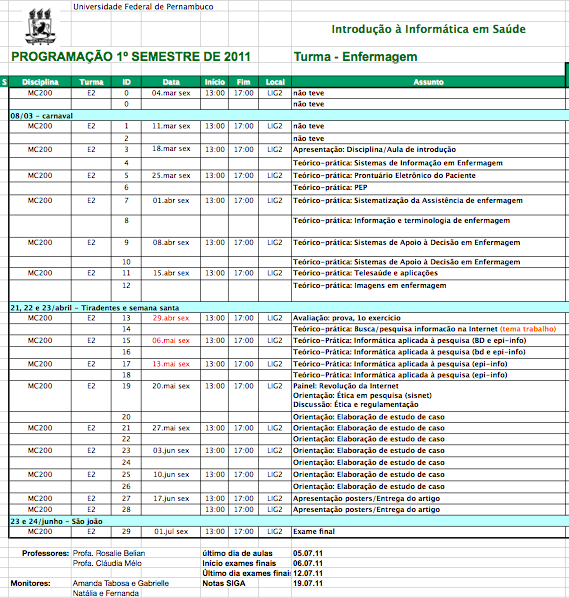 Universidade Federal de Pernambuco
Introdução à Informática em Saúde
PROGRAMAÇÃO 1º SEMESTRE DE 2011 Turma - Enfermagem
S Disciplina Turma ID Data Início Fim Local Assunto
MC200 E2 0 04.mar sex 13:00 17:00 LIG2 não teve
0 não teve
08/03 - carnaval
MC200 E2 1 11.mar sex 13:00 17:00 LIG2 não teve
2 não teve
MC200 E2 3 18.mar sex 13:00 17:00 LIG2 Apresentação: Disciplina/Aula de introdução
4 Teórico-prática: Sistemas de Informação em Enfermagem
MC200 E2 5 25.mar sex 13:00 17:00 LIG2 Teórico-prática: Prontuário Eletrônico do Paciente
6 Teórico-prática: PEP
MC200 E2 7 01.abr sex 13:00 17:00 LIG2 Teórico-prática: Sistematização da Assistência de enfermagem
8 Teórico-prática: Informação e terminologia de enfermagem
MC200 E2 9 08.abr sex 13:00 17:00 LIG2 Teórico-prática: Sistemas de Apoio à Decisão em Enfermagem
10 Teórico-prática: Sistemas de Apoio à Decisão em Enfermagem
MC200 E2 11 15.abr sex 13:00 17:00 LIG2 Teórico-prática: Telesaúde e aplicações
12 Teórico-prática: Imagens em enfermagem
21, 22 e 23/abril - Tiradentes e semana santa
MC200 E2 13 29.abr sex 13:00 17:00 LIG2 Avaliação: prova, 1o exercício
14 Teórico-prática: Busca/pesquisa informacão na Internet (tema trabalho)
MC200 E2 15 06.mai sex 13:00 17:00 LIG2 Teórico-Prática: Informática aplicada à pesquisa (BD e epi-info)
16 Teórico-Prática: Informática aplicada à pesquisa (bd e epi-info)
MC200 E2 17 13.mai sex 13:00 17:00 LIG2 Teórico-Prática: Informática aplicada à pesquisa (epi-info)
18 Teórico-Prática: Informática aplicada à pesquisa (epi-info)
MC200 E2 19 20.mai sex 13:00 17:00 LIG2 Painel: Revolução da Internet
Orientação: Ética em pesquisa (sisnet)
Discussão: Ética e regulamentação
20 Orientação: Elaboração de estudo de caso
MC200 E2 21 27.mai sex 13:00 17:00 LIG2 Orientação: Elaboração de estudo de caso
22 Orientação: Elaboração de estudo de caso
MC200 E2 23 03.jun sex 13:00 17:00 LIG2 Orientação: Elaboração de estudo de caso
24 Orientação: Elaboração de estudo de caso
MC200 E2 25 10.jun sex 13:00 17:00 LIG2 Orientação: Elaboração de estudo de caso
26 Orientação: Elaboração de estudo de caso
MC200 E2 27 17.jun sex 13:00 17:00 LIG2 Apresentação posters/Entrega do artigo
28 Apresentação posters/Entrega do artigo
23 e 24/junho - São joão
MC200 E2 29 01.jul sex 13:00 17:00 LIG2 Exame final
Professores: Profa. Rosalie Belian último dia de aulas 05.07.11
Profa. Cláudia Mélo Início exames finais 06.07.11
Último dia exames finais 12.07.11
Monitores: Amanda Tabosa e Gabrielle Notas SIGA 19.07.11
Natália e Fernanda